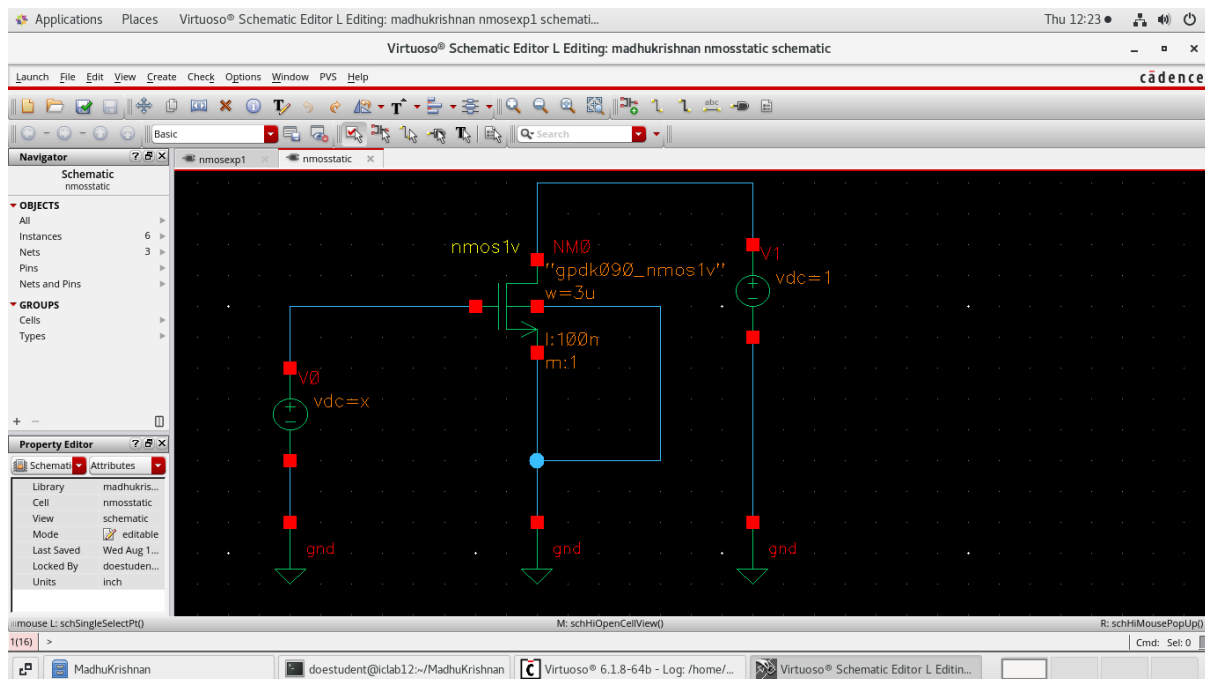 Applications Places Virtuoso® Schematic Editor L Editing: madhukrishnan nmosexp1 schemati... Thu 12:23
Virtuoso® Schematic Editor L Editing: madhukrishnan nmosstatic schematic
Launch File Edit View Create Check Options Window PVS Help cādence
abc
Basic Search
Navigator nmosexp1 nmosstatic
Schematic
nmosstatic
OBJECTS
All
Instances 6
Nets 3
Pins
Nets and Pins
GROUPS
Cells
Types
nmos1v NM0
"gpdk090_nmos1v"
w=3u
l:100n
m:1
V1
vdc=1
V0
vdc=x
gnd gnd gnd
Property Editor
Schemati Attributes
Library madhukris...
Cell nmosstatic
View schematic
Mode editable
Last Saved Wed Aug 1...
Locked By doestuden...
Units inch
mouse L: schSingleSelectPt() M: schHiOpenCellView() R: schHiMousePopUp()
1(16) > Cmd: Sel: 0
MadhuKrishnan doestudent@iclab12:~/MadhuKrishnan Virtuoso® 6.1.8-64b - Log: /home/... Virtuoso® Schematic Editor L Editin...